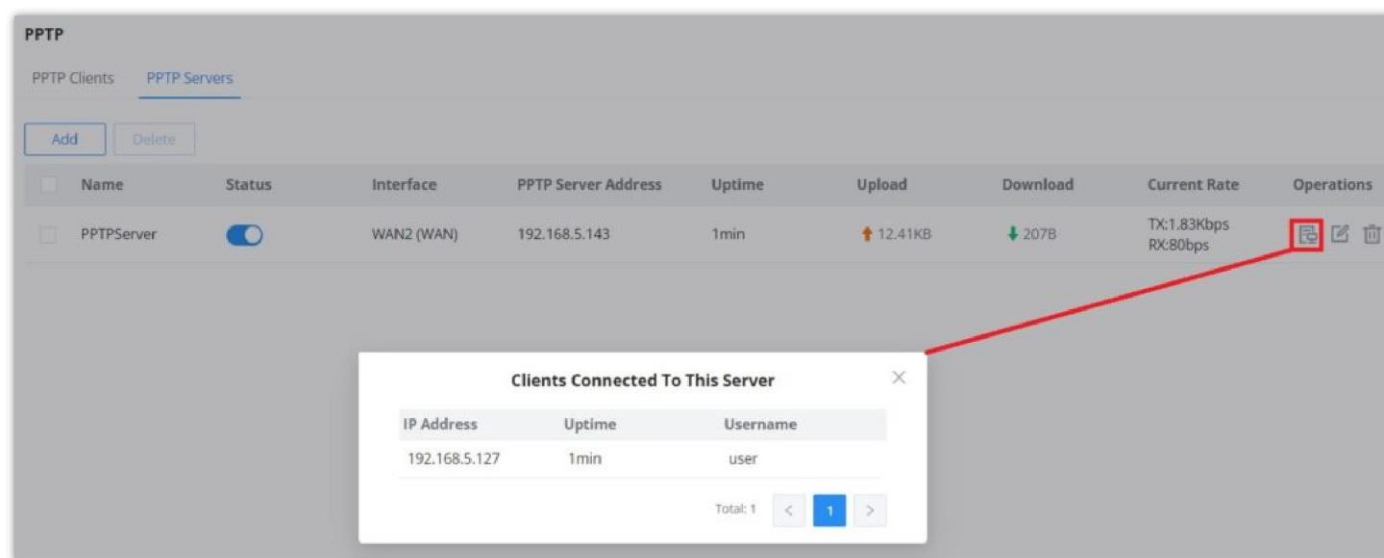 PPTP
PPTP Clients PPTP Servers
Add Delete
Name Status Interface PPTP Server Address Uptime Upload Download Current Rate Operations
PPTPServer WAN2 (WAN) 192.168.5.143 1min 12.41KB 207B TX:1.83Kbps
RX:80bps
Clients Connected To This Server
IP Address Uptime Username
192.168.5.127 1min user
Total: 1 < 1 >